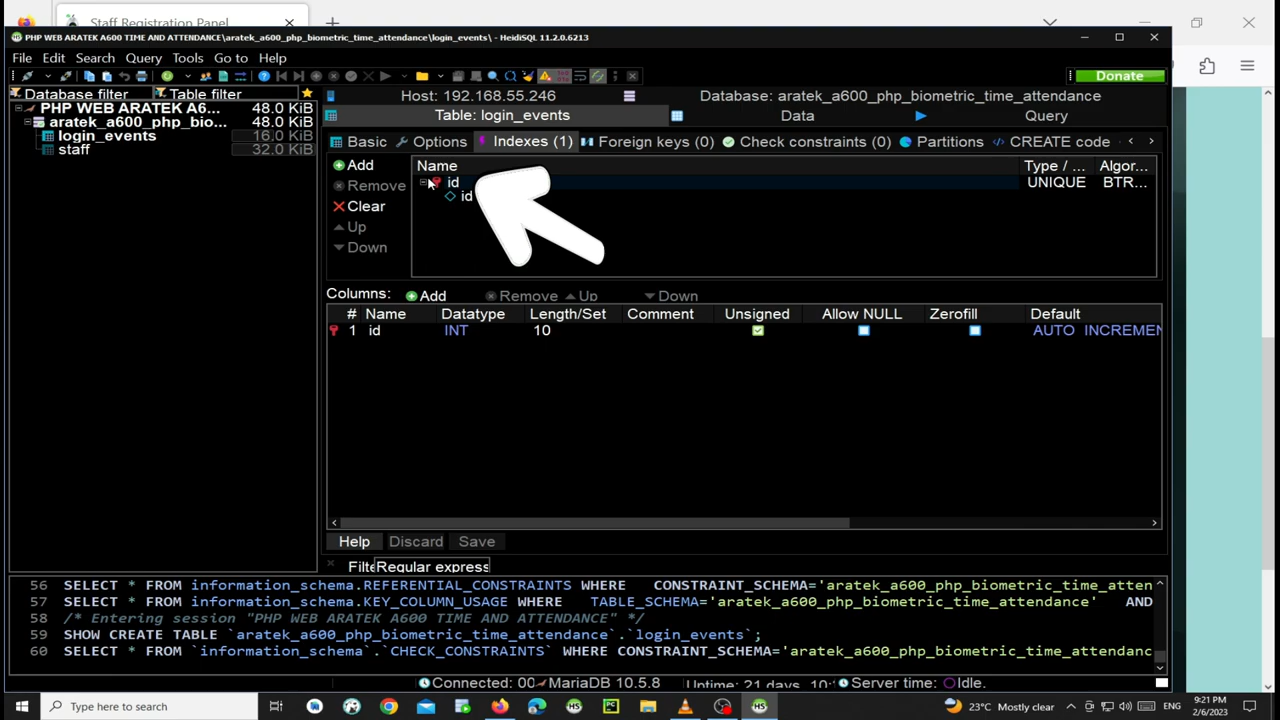 Staff Registration Panel
PHP WEB ARATEK A600 TIME AND ATTENDANCE\aratek_a600_php_biometric_time_attendance\login_events\ - HeidiSQL 11.2.0.6213
File Edit Search Query Tools Go to Help
Donate
Database filter Table filter
Host: 192.168.55.246 Database: aratek_a600_php_biometric_time_attendance
PHP WEB ARATEK A6... 48.0 KiB
aratek_a600_php_bio... 48.0 KiB
login_events 16.0 KiB
staff 32.0 KiB
Table: login_events Data Query
Basic Options Indexes (1) Foreign keys (0) Check constraints (0) Partitions CREATE code
Add
Remove
Clear
Up
Down
Name Type / ... Algor...
id UNIQUE BTR...
id
Columns: Add Remove Up Down
# Name Datatype Length/Set Comment Unsigned Allow NULL Zerofill Default
1 id INT 10 AUTO_INCREMEN
Help Discard Save
Filte Regular express
56 SELECT * FROM information_schema.REFERENTIAL_CONSTRAINTS WHERE CONSTRAINT_SCHEMA='aratek_a600_php_biometric_time_atten
57 SELECT * FROM information_schema.KEY_COLUMN_USAGE WHERE TABLE_SCHEMA='aratek_a600_php_biometric_time_attendance' AND
58 /* Entering session "PHP WEB ARATEK A600 TIME AND ATTENDANCE" */
59 SHOW CREATE TABLE `aratek_a600_php_biometric_time_attendance`.`login_events`;
60 SELECT * FROM `information_schema`.`CHECK_CONSTRAINTS` WHERE CONSTRAINT_SCHEMA='aratek_a600_php_biometric_time_attendanc
Connected: 00 MariaDB 10.5.8 Uptime: 21 days, Server time: Idle.
Type here to search
23°C Mostly clear ENG 9:21 PM
2/6/2023